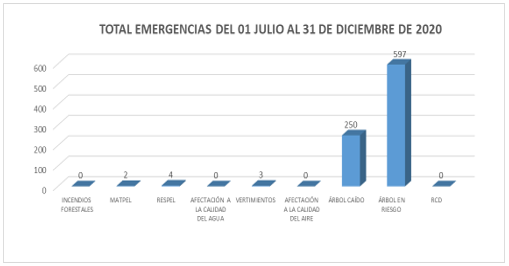 TOTAL EMERGENCIAS DEL 01 JULIO AL 31 DE DICIEMBRE DE 2020
600
500
400
300
200
100
0
0
2
4
0
3
0
250
597
0
INCENDIOS
FORESTALES
MATPEL
RESPEL
AFECTACIÓN A
LA CALIDAD
DEL AGUA
VERTIMIENTOS
AFECTACIÓN
A LA CALIDAD
DEL AIRE
ÁRBOL CAÍDO
ÁRBOL EN
RIESGO
RCD